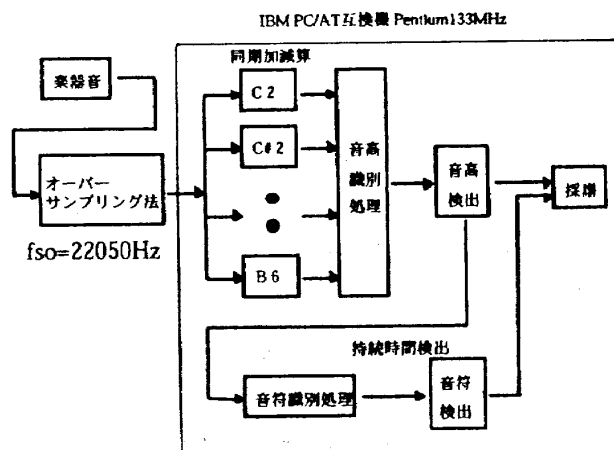 IBM PC/AT互換機 Pentium133MHz
同期加減算
楽器音
C 2
C# 2
B 6
オーバー
サンプリング法
fso=22050Hz
音高
識別
処理
音高
検出
採譜
持続時間検出
音符識別処理
音符
検出